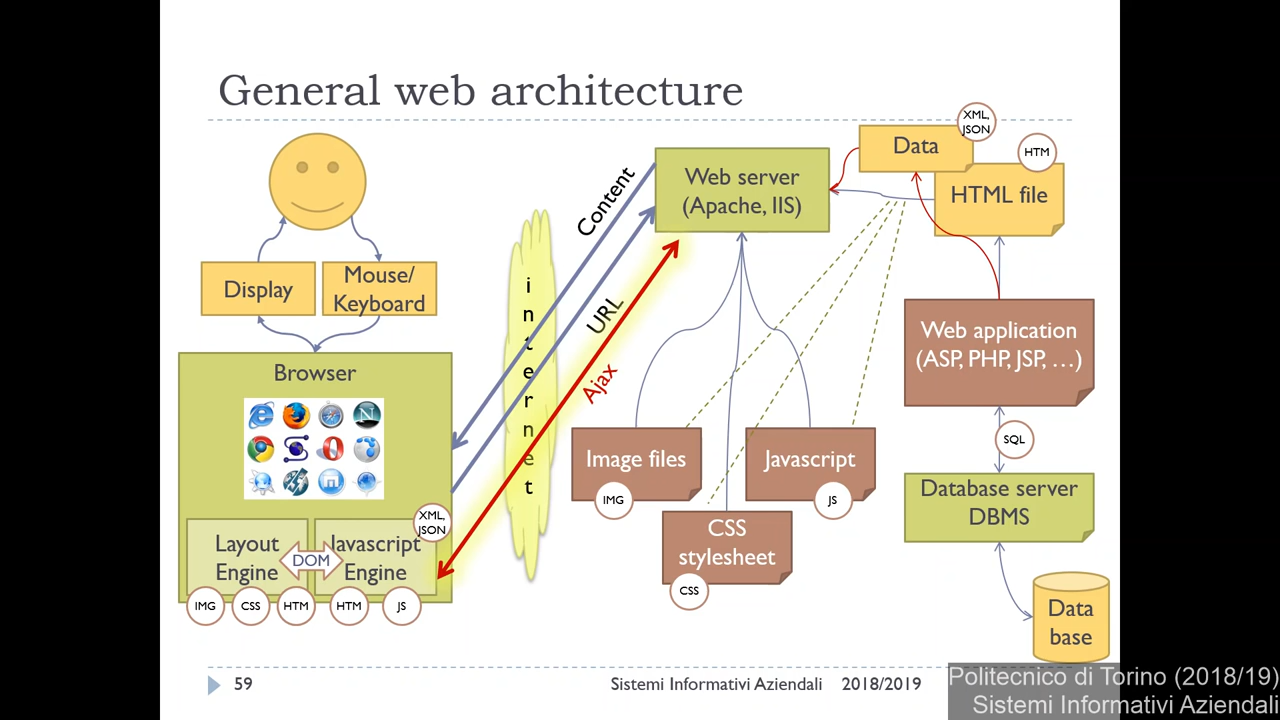 General web architecture
XML,
JSON
Data
HTM
HTML file
Web server
(Apache, IIS)
Content
URL
Ajax
internet
Display
Mouse/
Keyboard
Browser
Layout
Engine
DOM
Javascript
Engine
XML,
JSON
IMG
CSS
HTM
HTM
JS
Image files
IMG
Javascript
JS
CSS
stylesheet
CSS
Web application
(ASP, PHP, JSP, …)
SQL
Database server
DBMS
Data
base
59
Sistemi Informativi Aziendali 2018/2019
Politecnico di Torino (2018/19)
Sistemi Informativi Aziendali